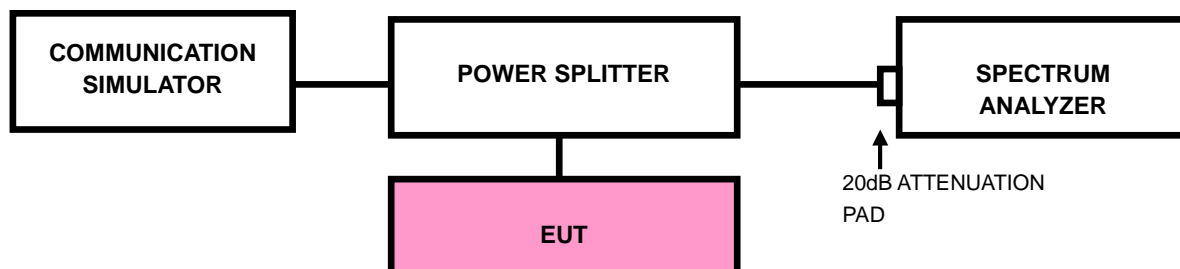 COMMUNICATION
SIMULATOR
POWER SPLITTER
SPECTRUM
ANALYZER
20dB ATTENUATION
PAD
EUT